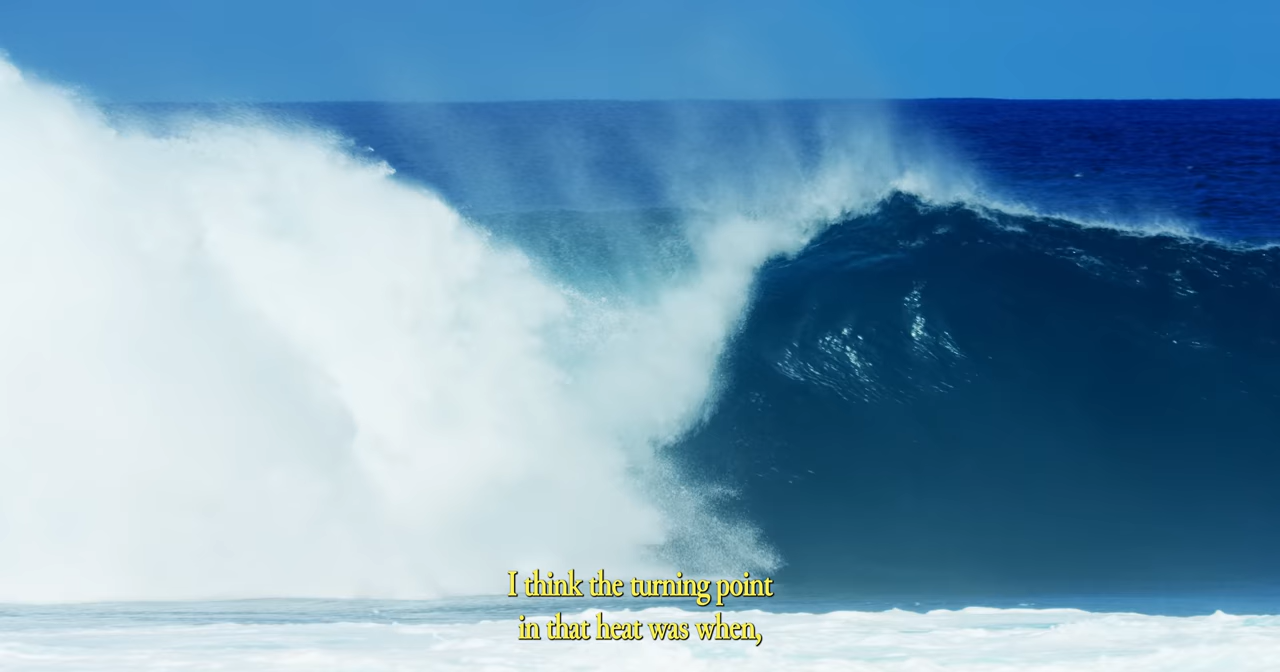 I think the turning point
in that heat was when,